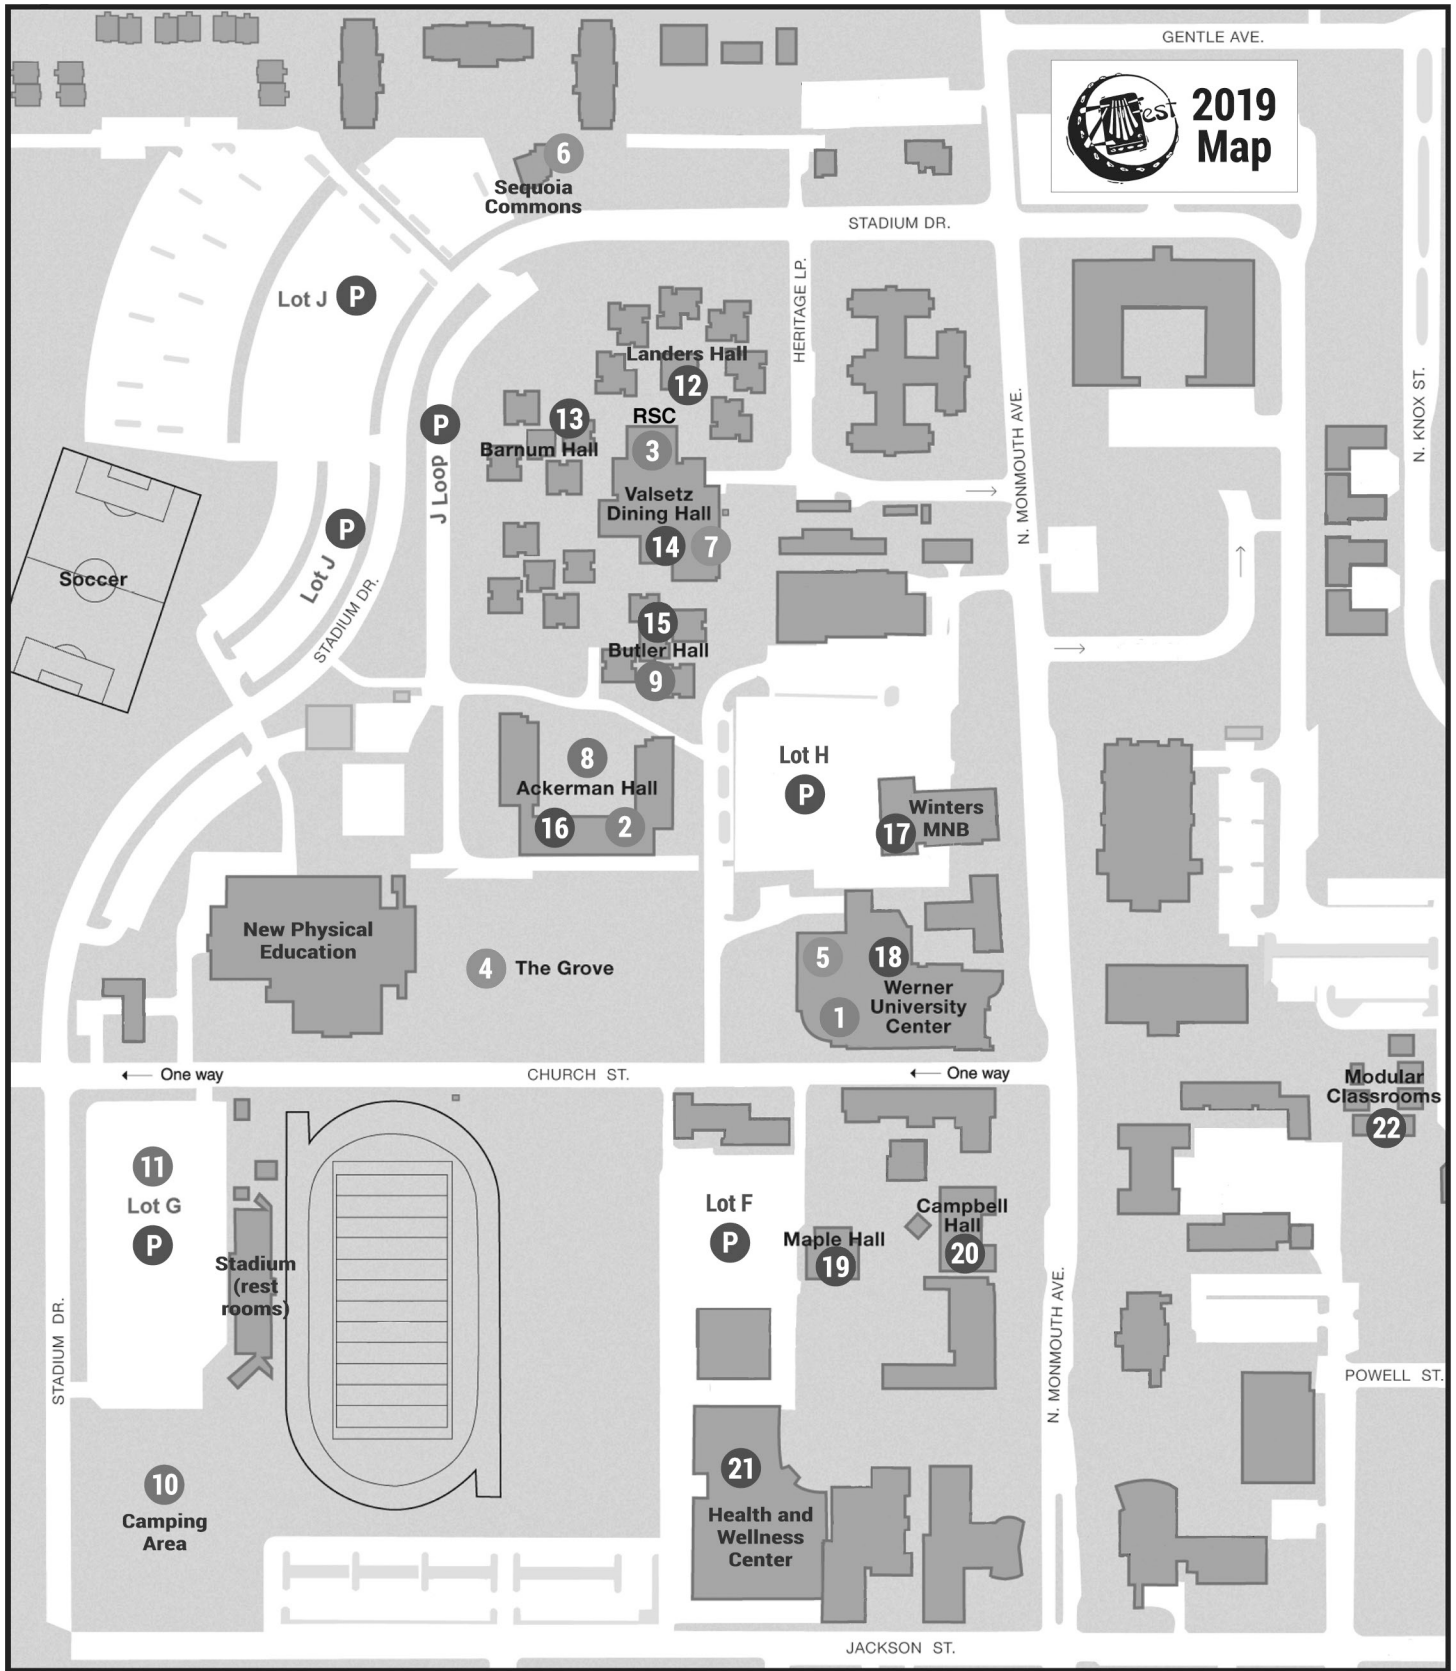 GENTLE AVE.
est
2019
Map
6
Sequoia
Commons
STADIUM DR.
Lot J P
HERITAGE LP.
Landers Hall
12
N. MONMOUTH AVE.
N. KNOX ST.
P
J Loop
13
Barnum Hall
RSC
3
Valsetz
Dining Hall
14 7
P
Lot J
STADIUM DR.
Soccer
15
Butler Hall
9
8
Ackerman Hall
16 2
Lot H
P
Winters
MNB
17
New Physical
Education
4 The Grove
5 18
Werner
University
Center
1
One way
CHURCH ST.
One way
Modular
Classrooms
22
11
Lot G
P
Stadium
(rest
rooms)
Lot F
P
Maple Hall
19
Campbell
Hall
20
STADIUM DR.
N. MONMOUTH AVE.
POWELL ST.
10
Camping
Area
21
Health and
Wellness
Center
JACKSON ST.